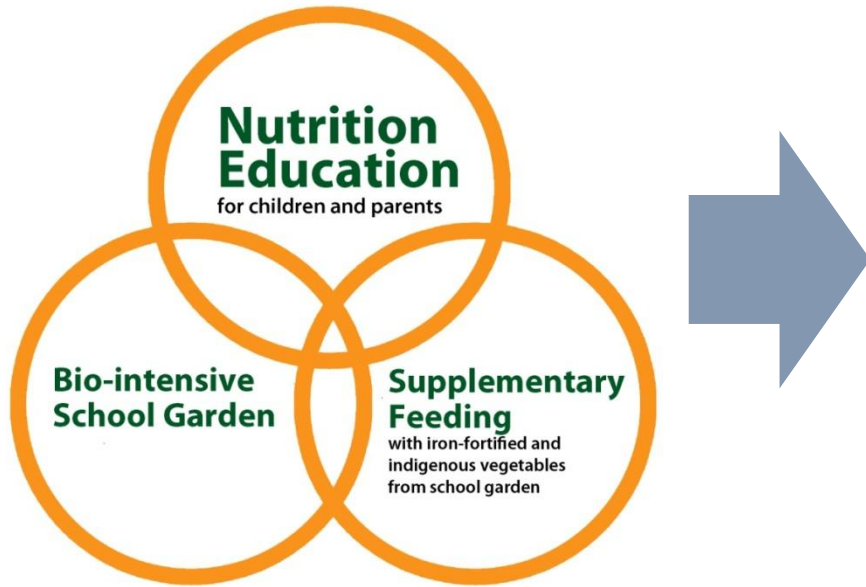 Nutrition
Education
for children and parents
Bio-intensive
School Garden
Supplementary
Feeding
with iron-fortified and
indigenous vegetables
from school garden